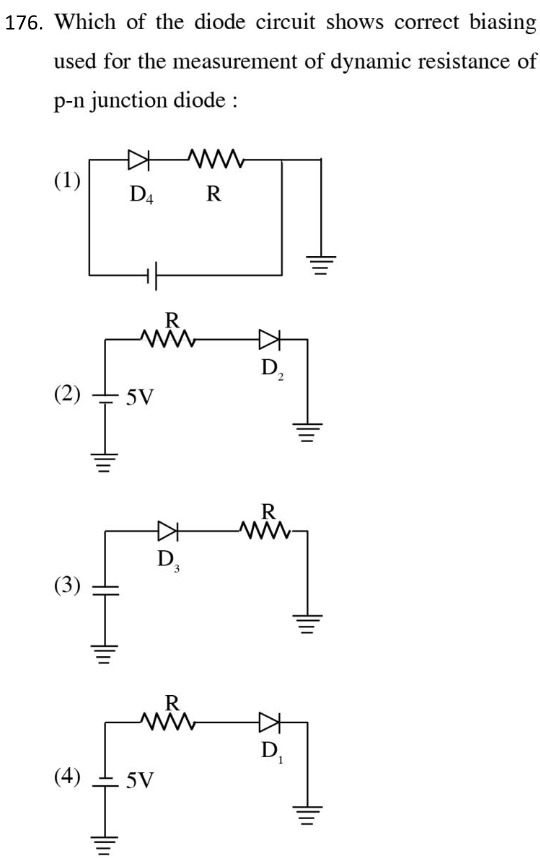 176. Which of the diode circuit shows correct biasing
used for the measurement of dynamic resistance of
p-n junction diode :
(1)
D4
R
R
D2
(2)
5V
R
D3
(3)
R
D1
(4)
5V